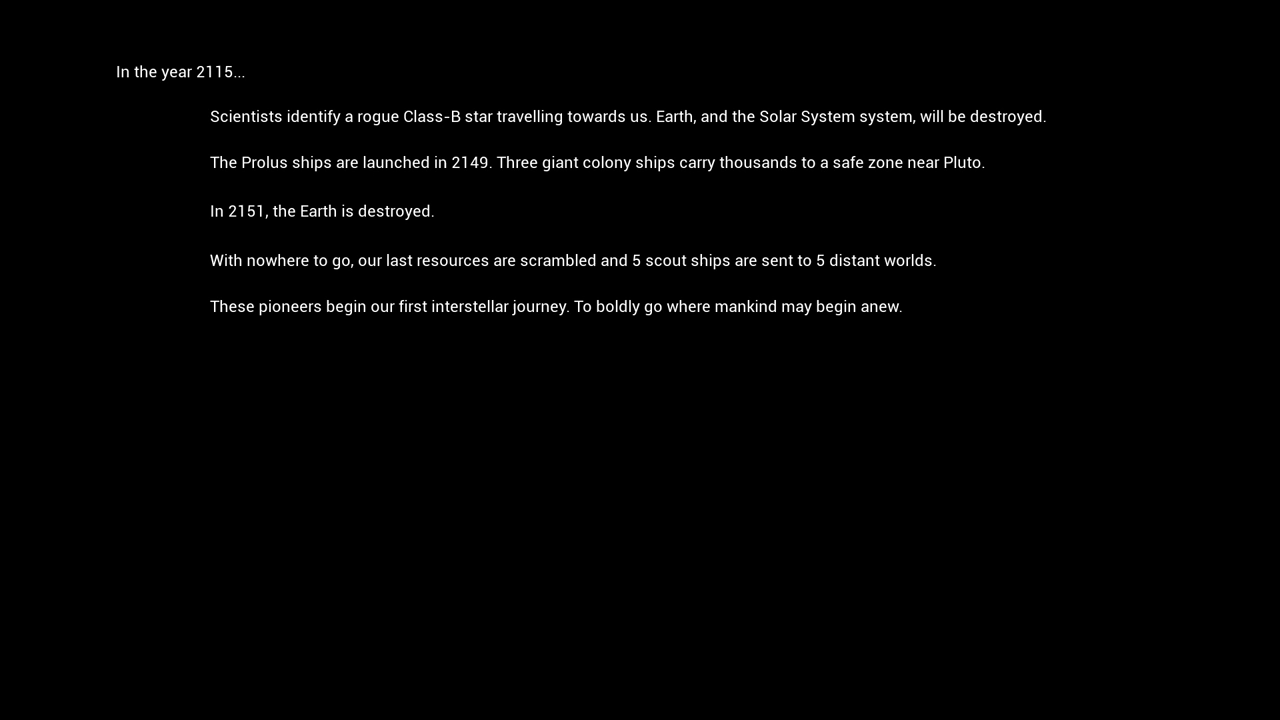 In the year 2115...
Scientists identify a rogue Class-B star travelling towards us. Earth, and the Solar System system, will be destroyed.
The Prolus ships are launched in 2149. Three giant colony ships carry thousands to a safe zone near Pluto.
In 2151, the Earth is destroyed.
With nowhere to go, our last resources are scrambled and 5 scout ships are sent to 5 distant worlds.
These pioneers begin our first interstellar journey. To boldly go where mankind may begin anew.